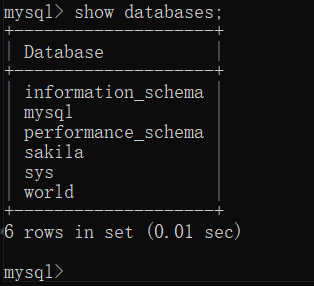 mysql> show databases;
+--------------------+
| Database           |
+--------------------+
| information_schema |
| mysql              |
| performance_schema |
| sakila             |
| sys                |
| world              |
+--------------------+
6 rows in set (0.01 sec)
mysql>